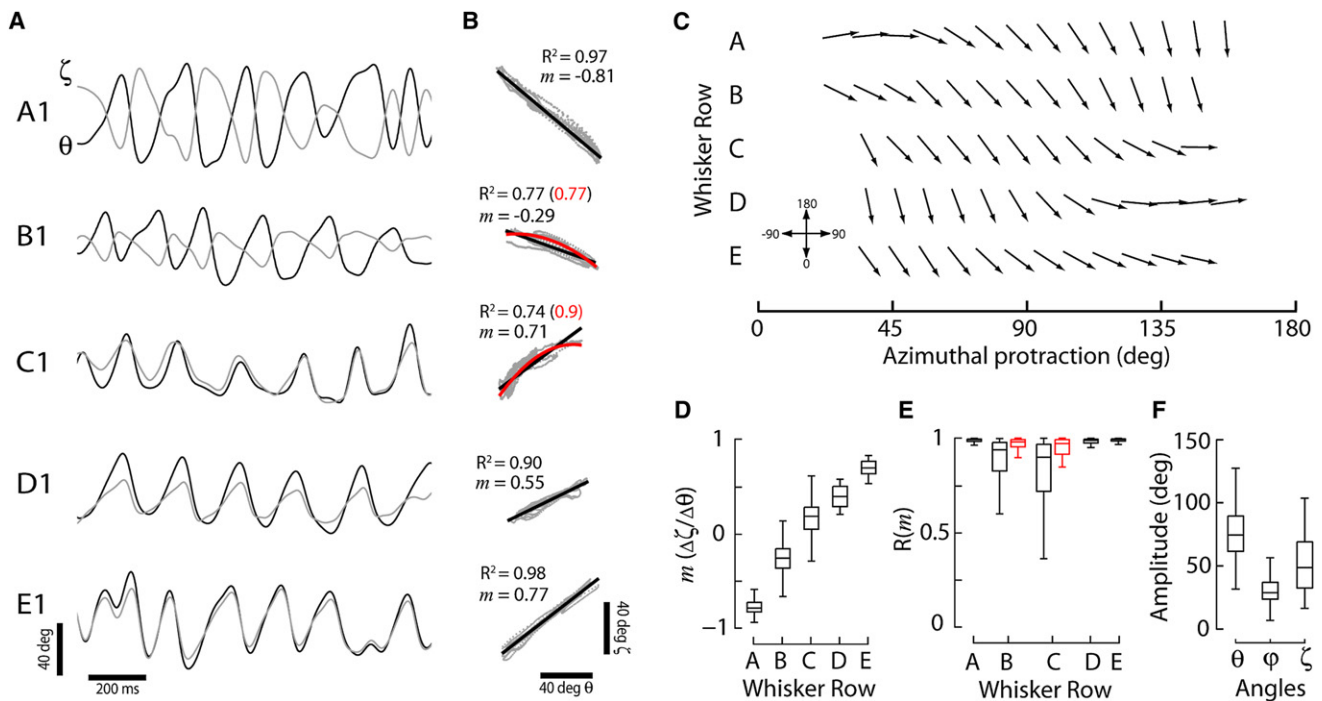 A
ζ
A1
θ
B1
C1
D1
E1
40 deg
200 ms
B
R² = 0.97
m = -0.81
R² = 0.77 (0.77)
m = -0.29
R² = 0.74 (0.9)
m = 0.71
R² = 0.90
m = 0.55
R² = 0.98
m = 0.77
40 deg ζ
40 deg θ
C
Whisker Row
A
B
C
D
E
180
-90 90
0
0 45 90 135 180
Azimuthal protraction (deg)
D
m (Δζ/Δθ)
1
0
−1
A B C D E
Whisker Row
E
R(m)
1
0.5
0
A B C D E
Whisker Row
F
Amplitude (deg)
150
100
50
0
θ φ ζ
Angles